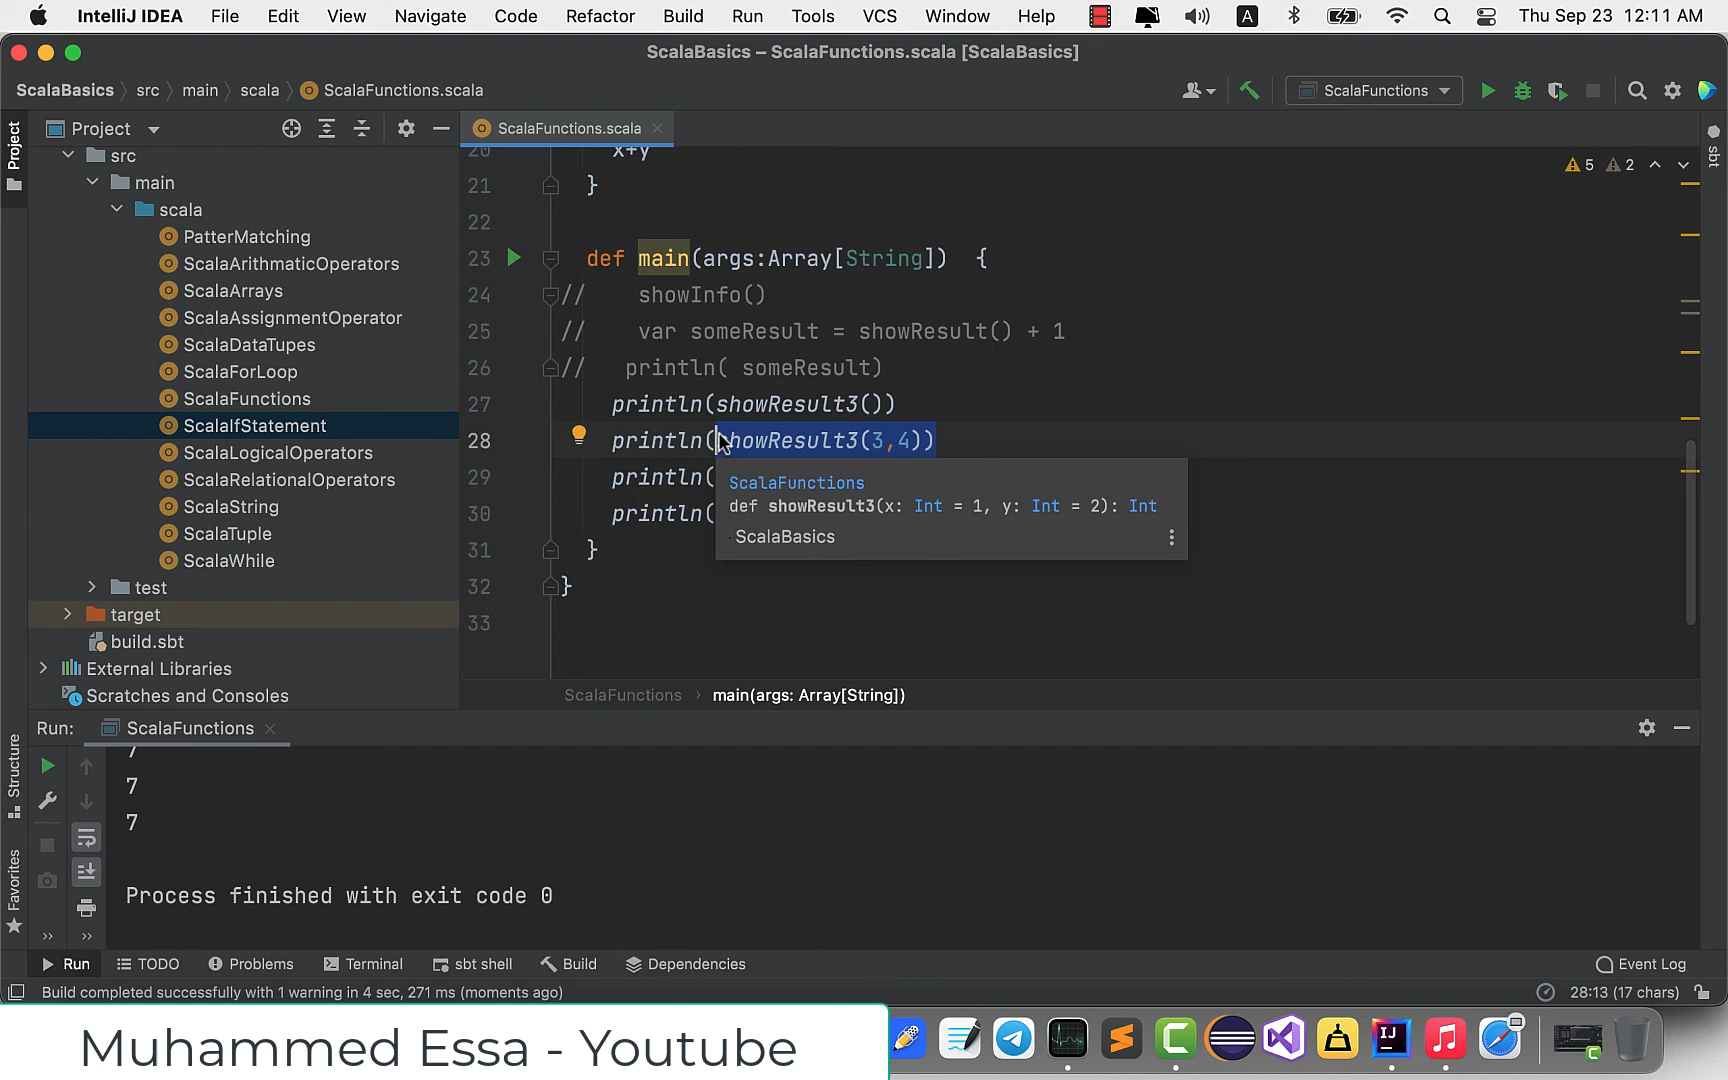 IntelliJ IDEA File Edit View Navigate Code Refactor Build Run Tools VCS Window Help A Thu Sep 23 12:11 AM
ScalaBasics – ScalaFunctions.scala [ScalaBasics]
ScalaBasics src main scala ScalaFunctions.scala ScalaFunctions
Project Project ScalaFunctions.scala sbt
src
main
scala
PatterMatching
ScalaArithmaticOperators
ScalaArrays
ScalaAssignmentOperator
ScalaDataTupes
ScalaForLoop
ScalaFunctions
ScalaIfStatement
ScalaLogicalOperators
ScalaRelationalOperators
ScalaString
ScalaTuple
ScalaWhile
test
target
build.sbt
External Libraries
Scratches and Consoles
20 x+y
5 2
21 }
22
23 def main(args:Array[String]) {
24 // showInfo()
25 // var someResult = showResult() + 1
26 // println( someResult)
27 println(showResult3())
28 println(showResult3(3,4))
29 println(
30 println(
31 }
32 }
33
ScalaFunctions
def showResult3(x: Int = 1, y: Int = 2): Int
ScalaBasics
ScalaFunctions › main(args: Array[String])
Run: ScalaFunctions
7
7
7
Process finished with exit code 0
Structure
Favorites
Run TODO Problems Terminal sbt shell Build Dependencies Event Log
Build completed successfully with 1 warning in 4 sec, 271 ms (moments ago) 28:13 (17 chars)
Muhammed Essa - Youtube